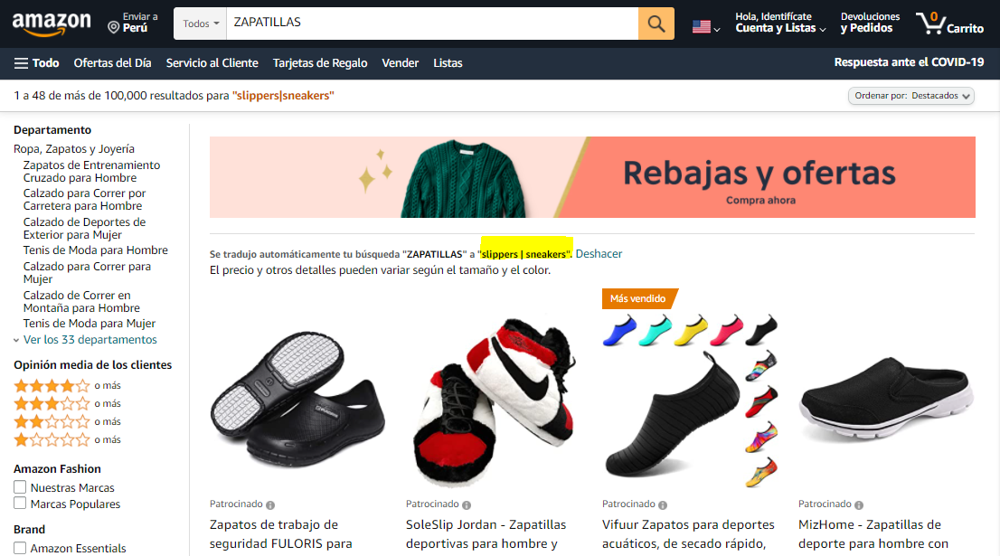 amazon
Enviar a
Perú
Todos
ZAPATILLAS
Hola, Identifícate
Cuenta y Listas
Devoluciones
y Pedidos
0
Carrito
Todo
Ofertas del Día
Servicio al Cliente
Tarjetas de Regalo
Vender
Listas
Respuesta ante el COVID-19
1 a 48 de más de 100,000 resultados para "slippers|sneakers"
Ordenar por: Destacados
Departamento
Ropa, Zapatos y Joyería
Zapatos de Entrenamiento
Cruzado para Hombre
Calzado para Correr por
Carretera para Hombre
Calzado de Deportes de
Exterior para Mujer
Tenis de Moda para Hombre
Calzado para Correr para
Mujer
Calzado de Correr en
Montaña para Hombre
Tenis de Moda para Mujer
Ver los 33 departamentos
Opinión media de los clientes
o más
o más
o más
o más
Amazon Fashion
Nuestras Marcas
Marcas Populares
Brand
Amazon Essentials
Rebajas y ofertas
Compra ahora
Se tradujo automáticamente tu búsqueda "ZAPATILLAS" a "slippers | sneakers". Deshacer
El precio y otros detalles pueden variar según el tamaño y el color.
Más vendido
Patrocinado
Zapatos de trabajo de
seguridad FULORIS para
Patrocinado
SoleSlip Jordan - Zapatillas
deportivas para hombre y
Patrocinado
Vifuur Zapatos para deportes
acuáticos, de secado rápido,
Patrocinado
MizHome - Zapatillas de
deporte para hombre con